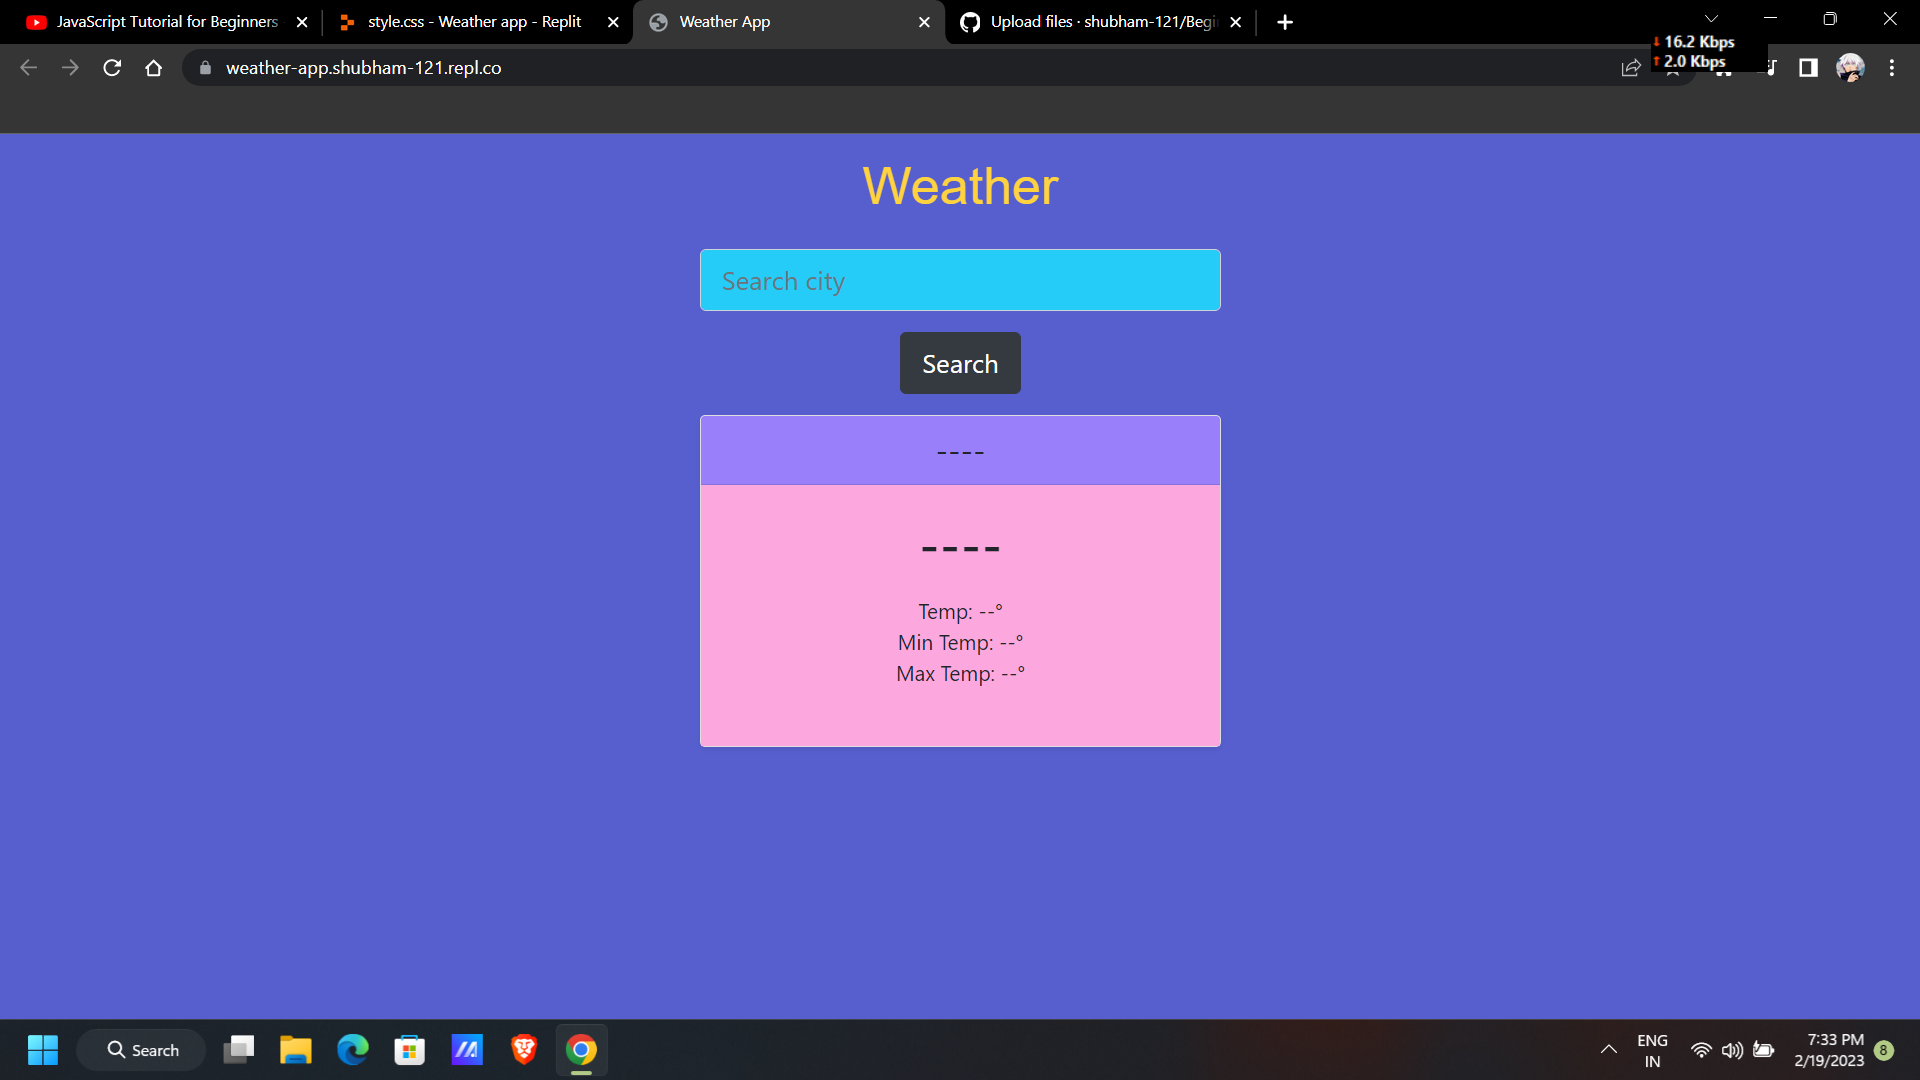 JavaScript Tutorial for Beginners
style.css - Weather app - Replit
Weather App
Upload files · shubham-121/Begi
16.2 Kbps
2.0 Kbps
weather-app.shubham-121.repl.co
Weather
Search city
Search
----
----
Temp: --°
Min Temp: --°
Max Temp: --°
Search
ENG
IN
7:33 PM
2/19/2023
8